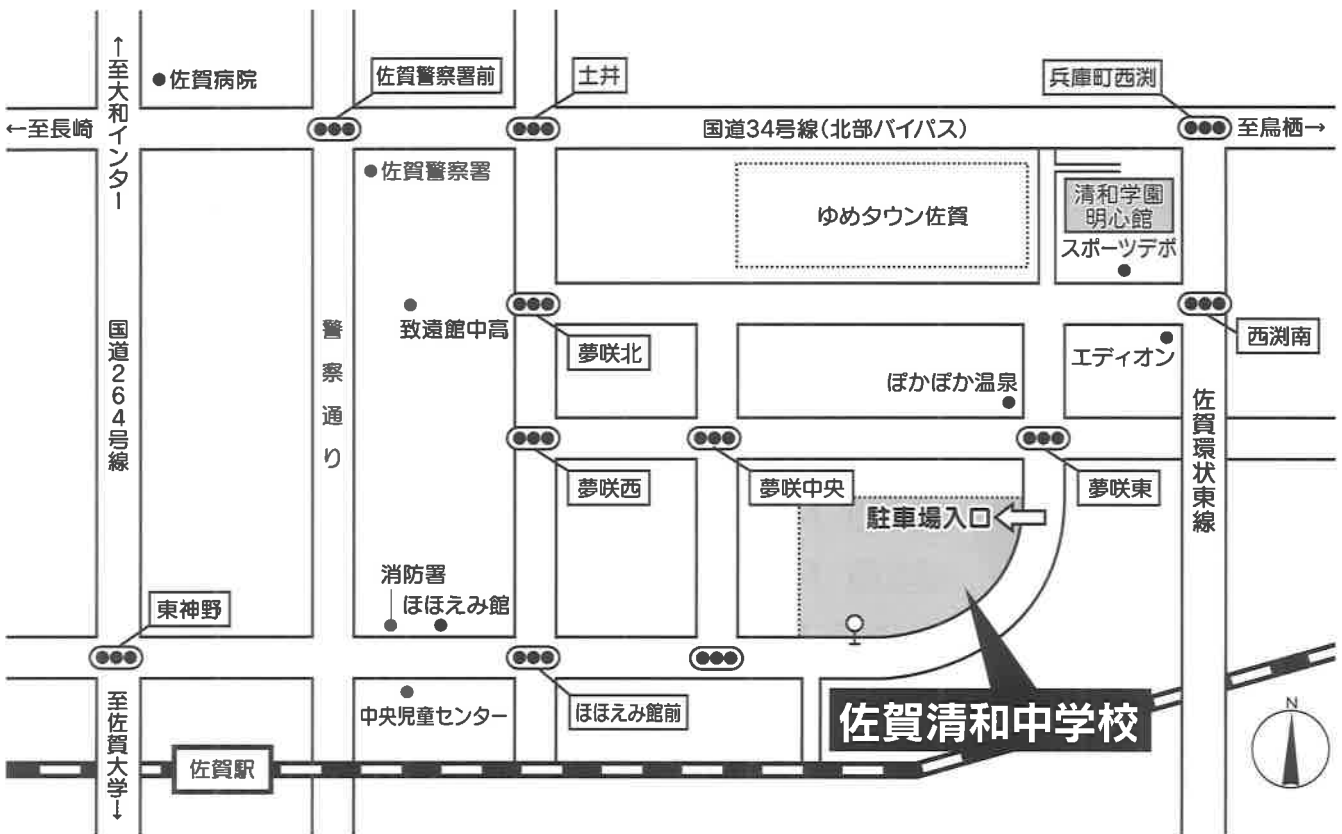 ↑至大和インター
佐賀病院
佐賀警察署前
土井
兵庫町西渕
←至長崎
国道34号線(北部バイパス)
至鳥栖→
佐賀警察署
ゆめタウン佐賀
清和学園
明心館
スポーツデポ
国道264号線
警察通り
致遠館中高
夢咲北
西渕南
エディオン
ぽかぽか温泉
佐賀環状東線
夢咲西
夢咲中央
夢咲東
駐車場入口
消防署
ほほえみ館
東神野
至佐賀大学↓
中央児童センター
ほほえみ館前
佐賀清和中学校
佐賀駅
N